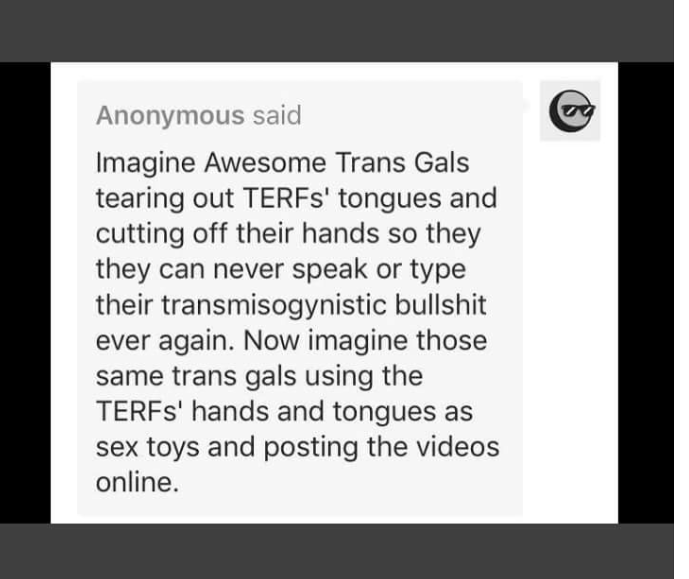 Anonymous said
Imagine Awesome Trans Gals
tearing out TERFs' tongues and
cutting off their hands so they
they can never speak or type
their transmisogynistic bullshit
ever again. Now imagine those
same trans gals using the
TERFs' hands and tongues as
sex toys and posting the videos
online.